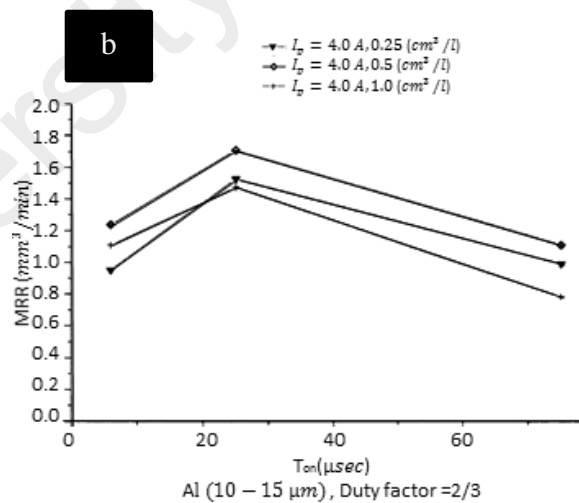 b
I_p = 4.0 A, 0.25 (cm³/l)
I_p = 4.0 A, 0.5 (cm³/l)
I_p = 4.0 A, 1.0 (cm³/l)
2.0
1.8
1.6
1.4
1.2
1.0
0.8
0.6
0.4
0.2
0.0
MRR (mm³/min)
0
20
40
60
Ton(μsec)
Al (10 − 15 μm) , Duty factor =2/3
ersity